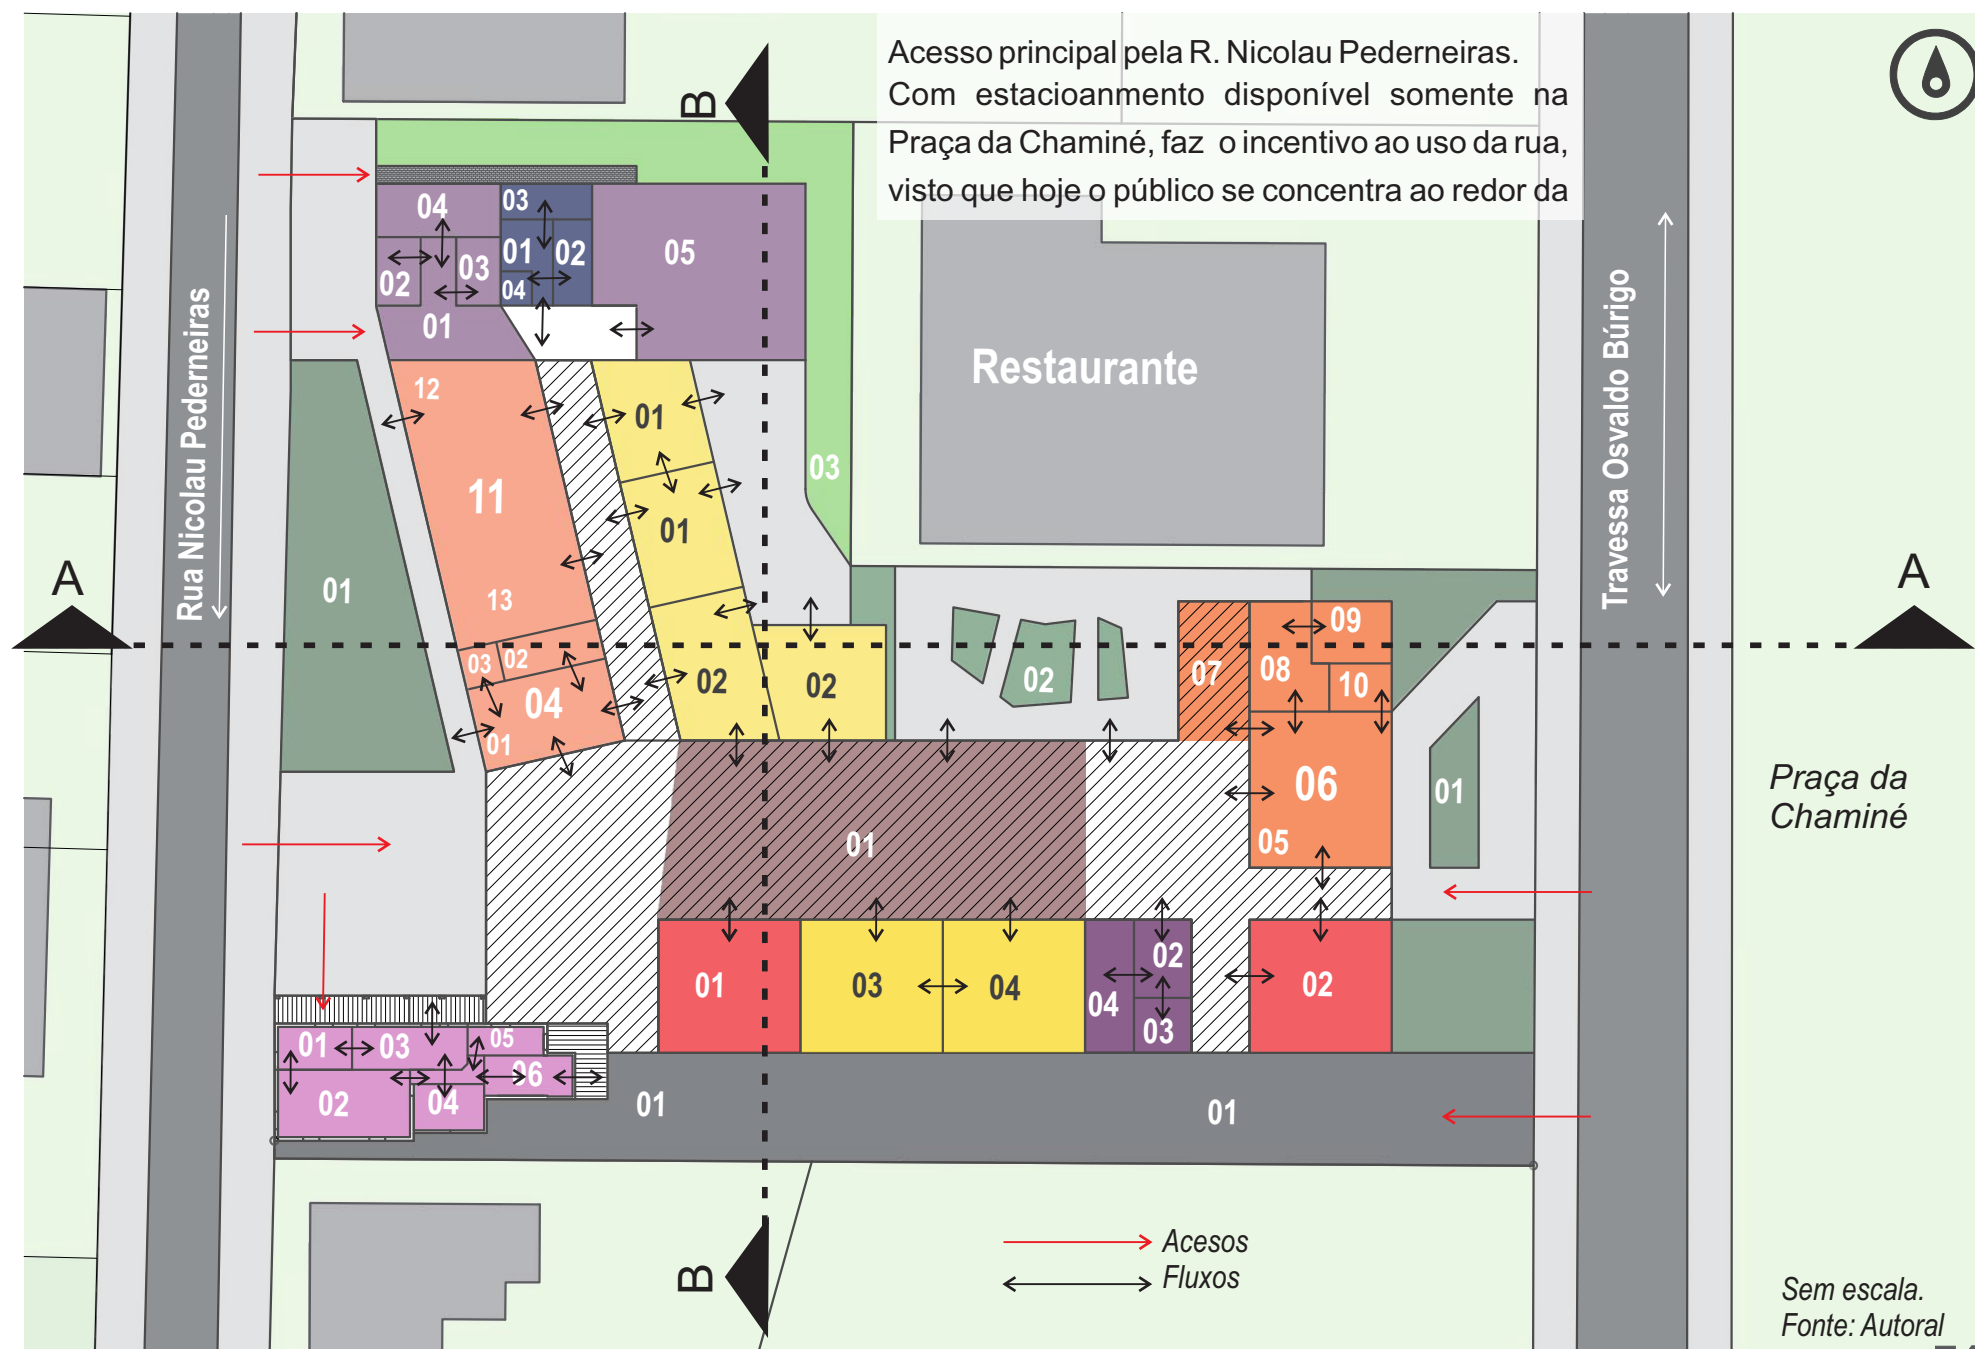 Acesso principal pela R. Nicolau Pederneiras.
Com estacioanmento disponível somente na
Praça da Chaminé, faz o incentivo ao uso da rua,
visto que hoje o público se concentra ao redor da
B
04
03
01
02
04
05
02
03
01
Restaurante
Rua Nicolau Pederneiras
Travessa Osvaldo Búrigo
12
01
11
03
01
01
13
A
A
03
02
04
01
02
02
02
07
09
08
10
06
05
01
Praça da
Chaminé
01
01
03
04
04
02
03
02
01
03
05
06
02
04
01
01
B
Acesos
Fluxos
Sem escala.
Fonte: Autoral